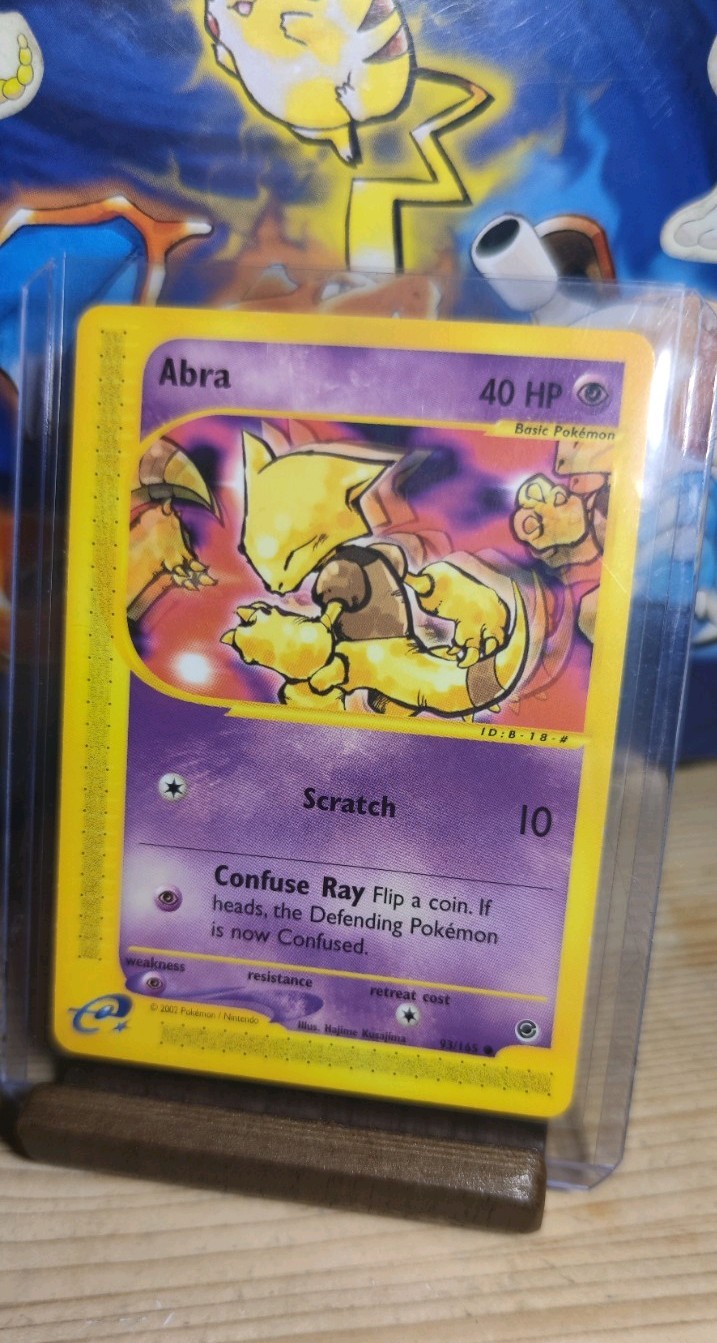 Abra
40 HP
Basic Pokémon
ID:B-18-#
Scratch 10
Confuse Ray Flip a coin. If
heads, the Defending Pokémon
is now Confused.
weakness resistance retreat cost
© 2002 Pokémon / Nintendo
Illus. Hajime Kusajima
93/165